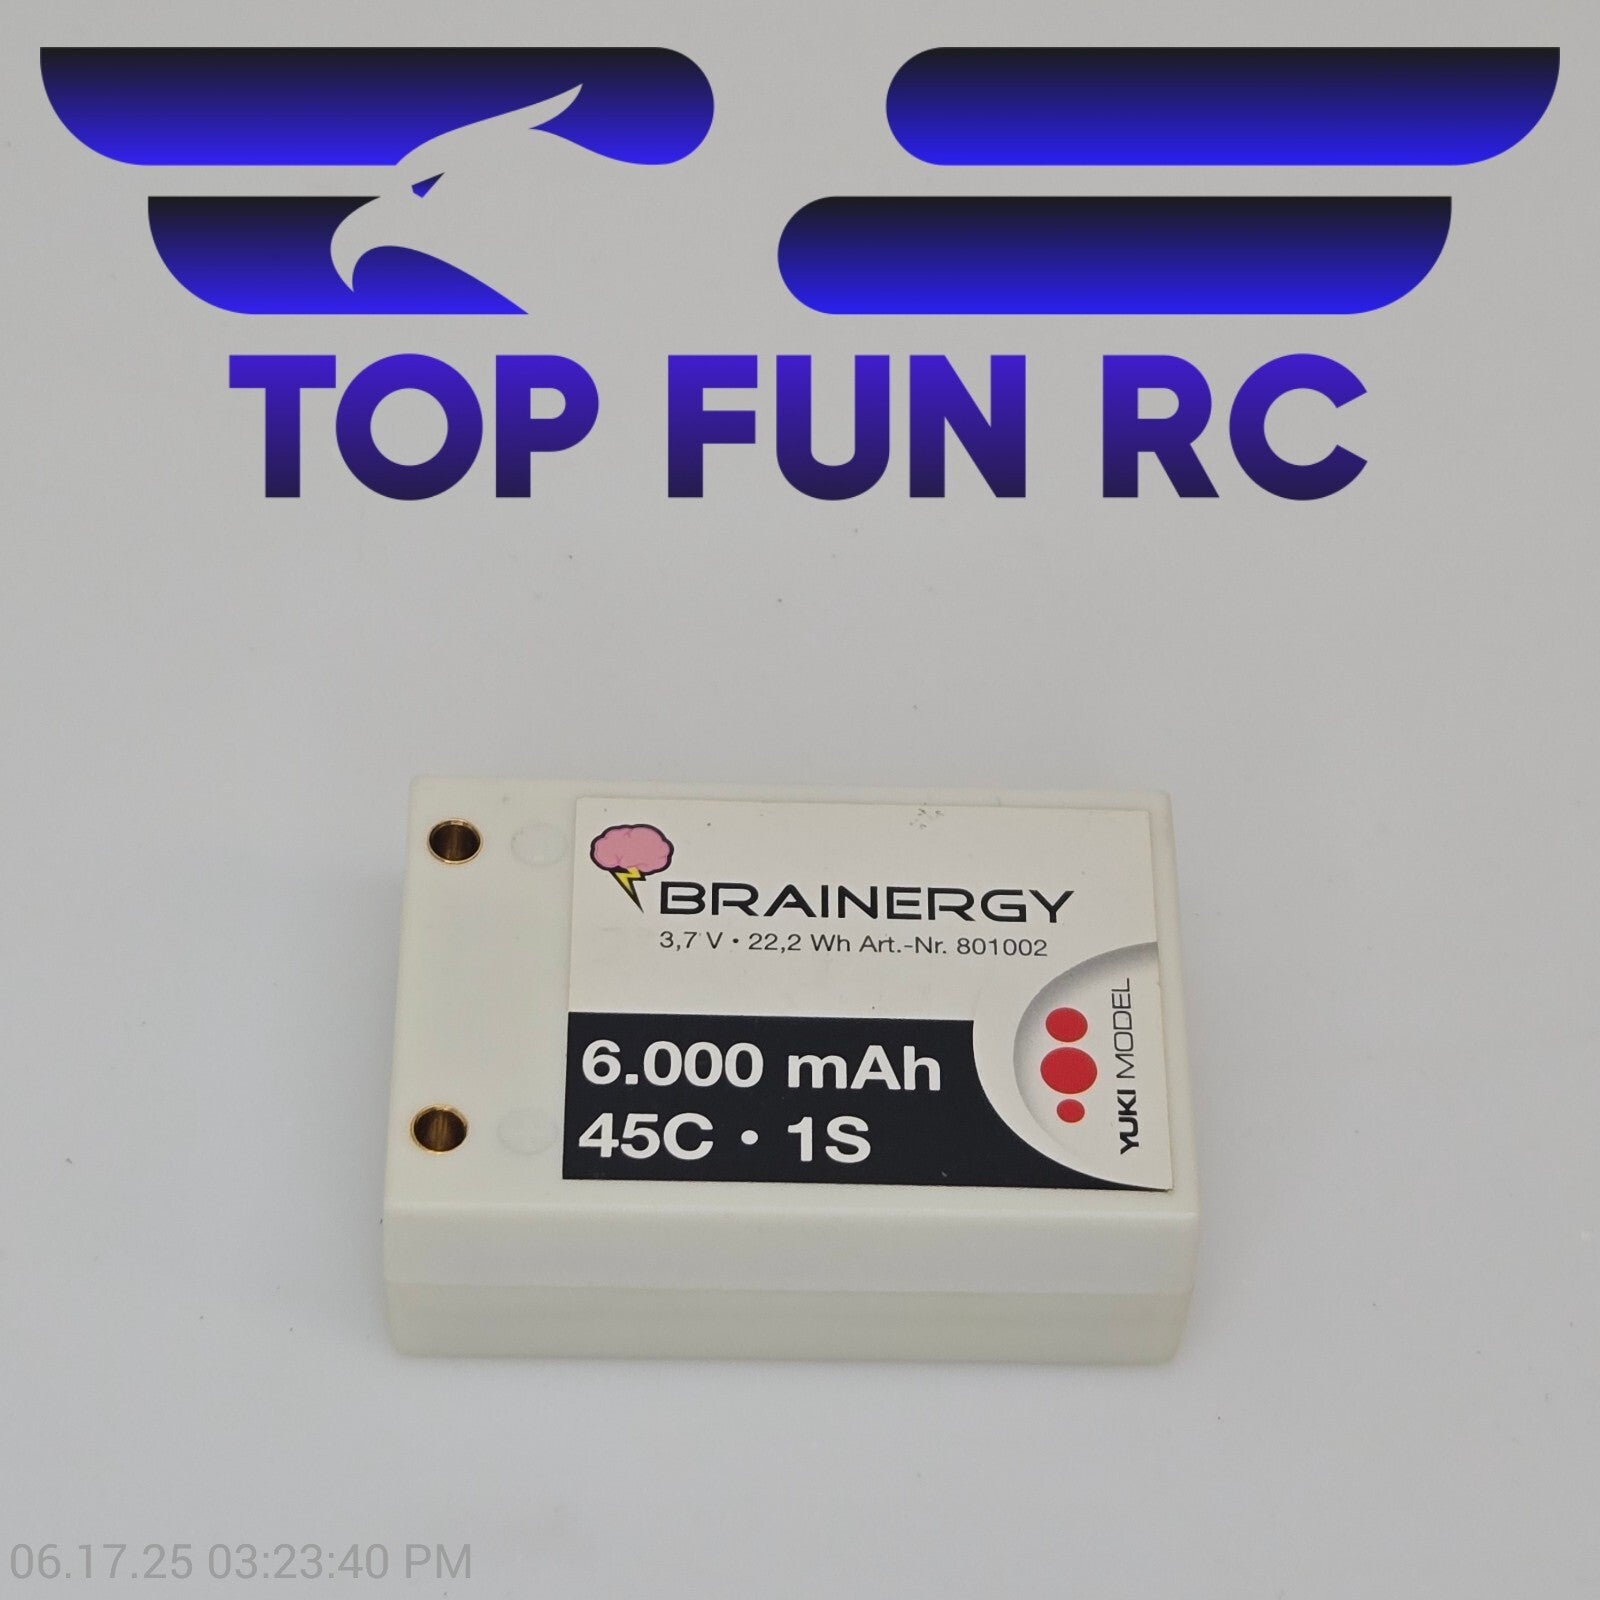 TOP FUN RC
BRAINERGY
3,7 V • 22,2 Wh Art.-Nr. 801002
6.000 mAh
45C • 1S
YUKI MODEL
06.17.25 03:23:40 PM